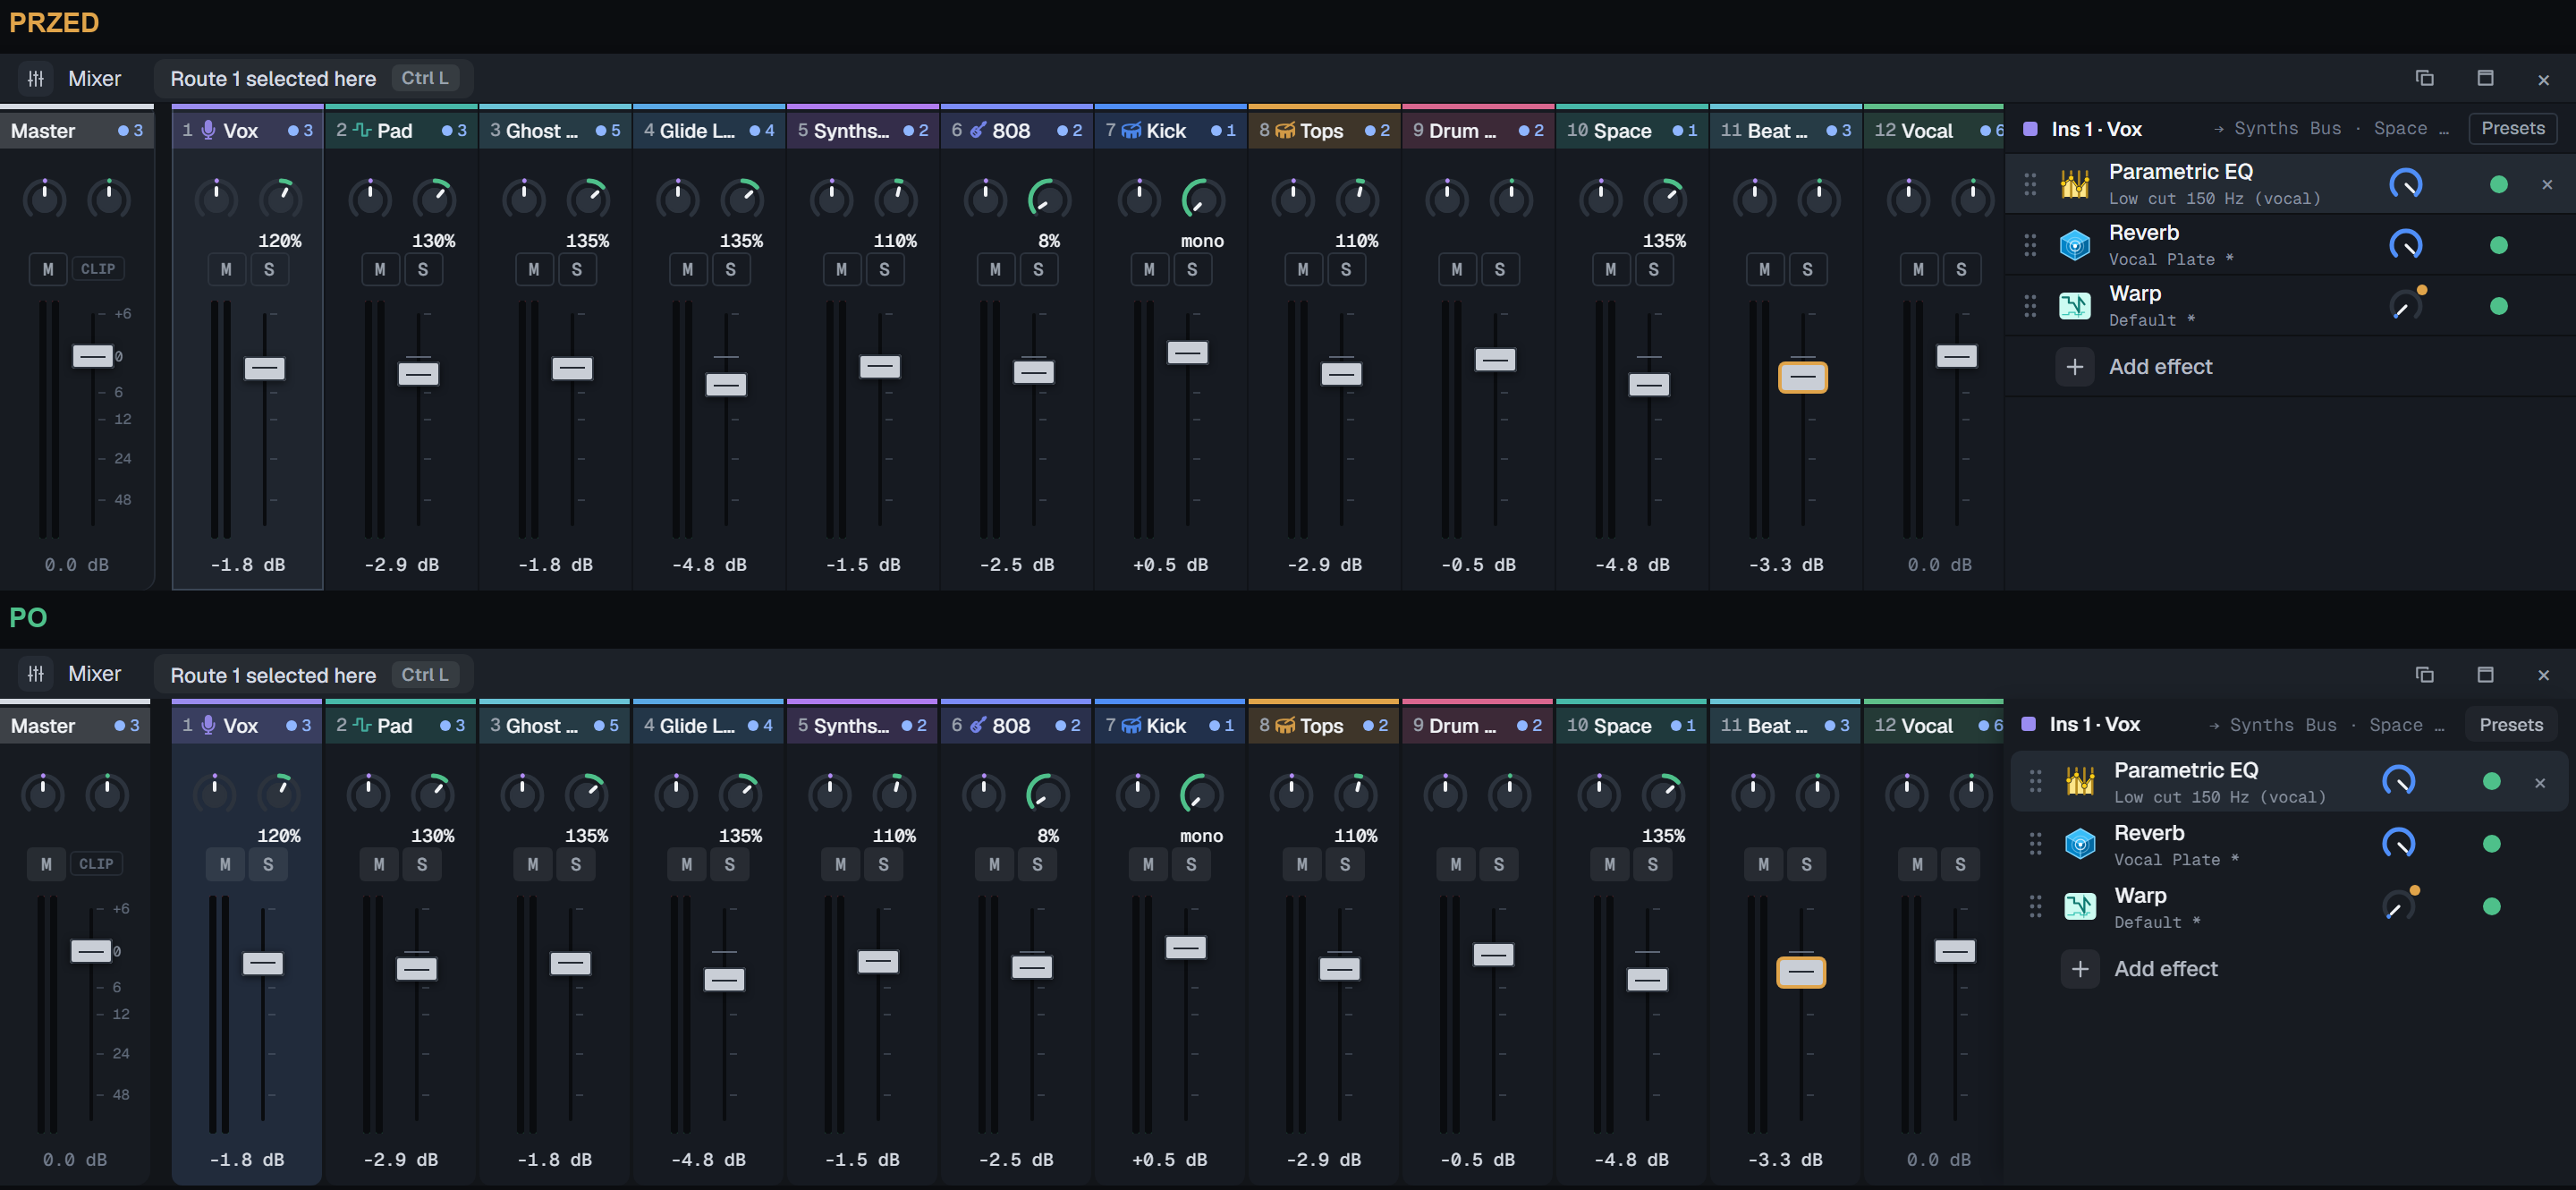 PRZED
Mixer Route 1 selected here Ctrl L
Master 3 1 Vox 3 2 Pad 3 3 Ghost ... 5 4 Glide L... 4 5 Synths... 2 6 808 2 7 Kick 1 8 Tops 2 9 Drum ... 2 10 Space 1 11 Beat ... 3 12 Vocal 6 Ins 1 · Vox → Synths Bus · Space … Presets
120% 130% 135% 135% 110% 8% mono 110% 135%
M CLIP M S M S M S M S M S M S M S M S M S M S M S M S
+6
0
6
12
24
48
0.0 dB -1.8 dB -2.9 dB -1.8 dB -4.8 dB -1.5 dB -2.5 dB +0.5 dB -2.9 dB -0.5 dB -4.8 dB -3.3 dB 0.0 dB
Parametric EQ
Low cut 150 Hz (vocal)
Reverb
Vocal Plate *
Warp
Default *
Add effect
PO
Mixer Route 1 selected here Ctrl L
Master 3 1 Vox 3 2 Pad 3 3 Ghost ... 5 4 Glide L... 4 5 Synths... 2 6 808 2 7 Kick 1 8 Tops 2 9 Drum ... 2 10 Space 1 11 Beat ... 3 12 Vocal 6 Ins 1 · Vox → Synths Bus · Space … Presets
120% 130% 135% 135% 110% 8% mono 110% 135%
M CLIP M S M S M S M S M S M S M S M S M S M S M S M S
+6
0
6
12
24
48
0.0 dB -1.8 dB -2.9 dB -1.8 dB -4.8 dB -1.5 dB -2.5 dB +0.5 dB -2.9 dB -0.5 dB -4.8 dB -3.3 dB 0.0 dB
Parametric EQ
Low cut 150 Hz (vocal)
Reverb
Vocal Plate *
Warp
Default *
Add effect